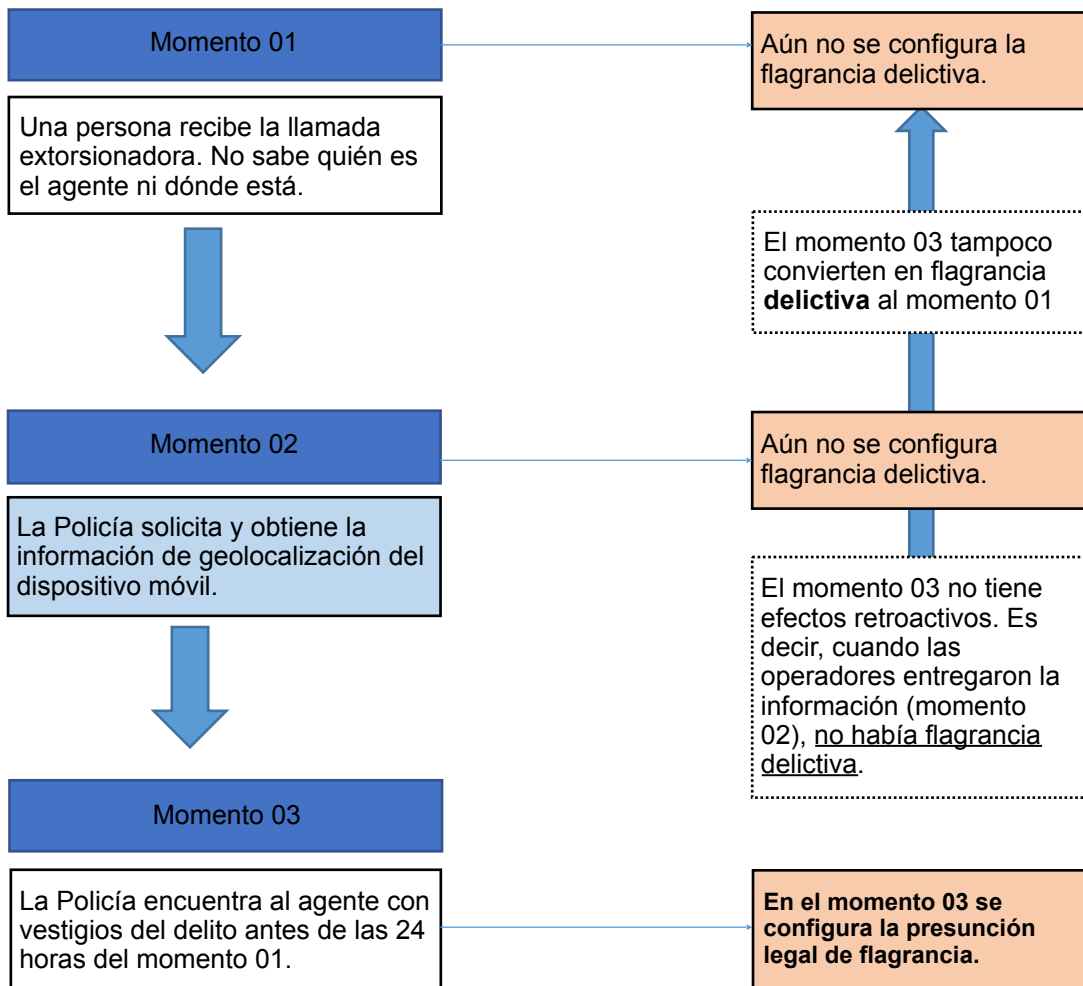 Momento 01
Aún no se configura la
flagrancia delictiva.
Una persona recibe la llamada
extorsionadora. No sabe quién es
el agente ni dónde está.
El momento 03 tampoco
convierten en flagrancia
delictiva al momento 01
Momento 02
Aún no se configura
flagrancia delictiva.
La Policía solicita y obtiene la
información de geolocalización del
dispositivo móvil.
El momento 03 no tiene
efectos retroactivos. Es
decir, cuando las
operadores entregaron la
información (momento
02), no había flagrancia
delictiva.
Momento 03
La Policía encuentra al agente con
vestigios del delito antes de las 24
horas del momento 01.
En el momento 03 se
configura la presunción
legal de flagrancia.